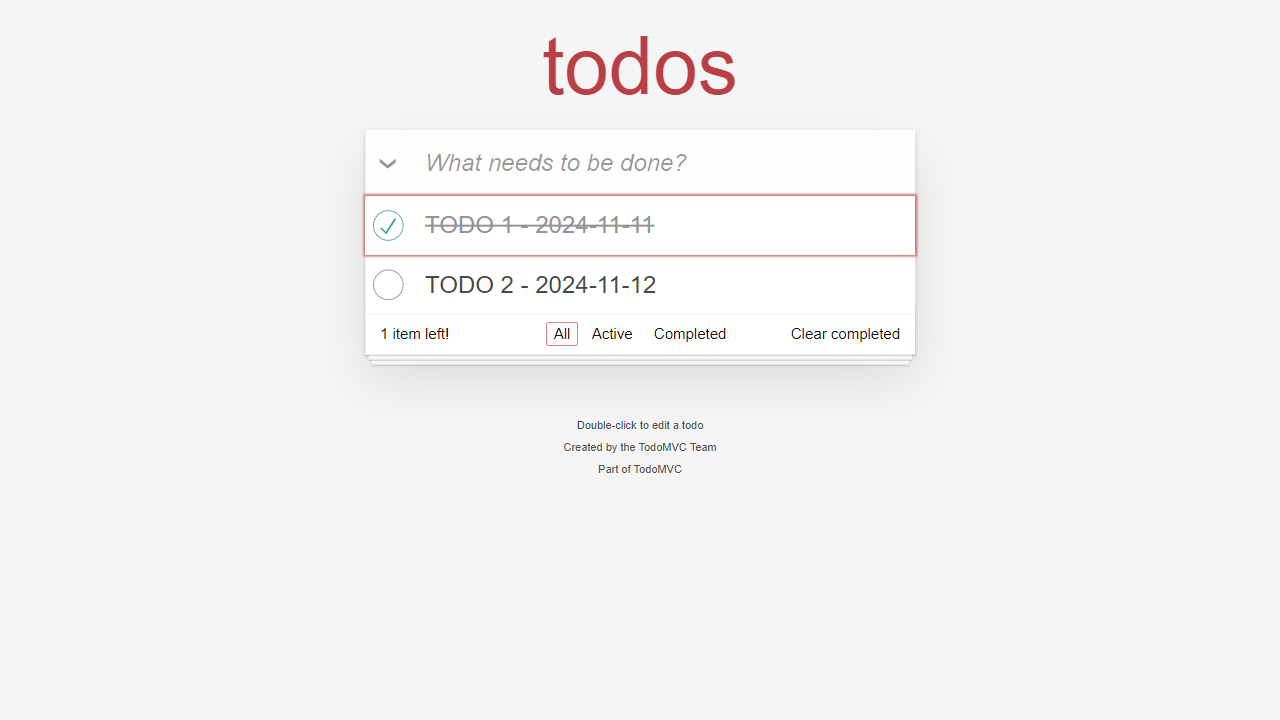 todos
What needs to be done?
TODO 1 - 2024-11-11
TODO 2 - 2024-11-12
1 item left!
All
Active
Completed
Clear completed
Double-click to edit a todo
Created by the TodoMVC Team
Part of TodoMVC